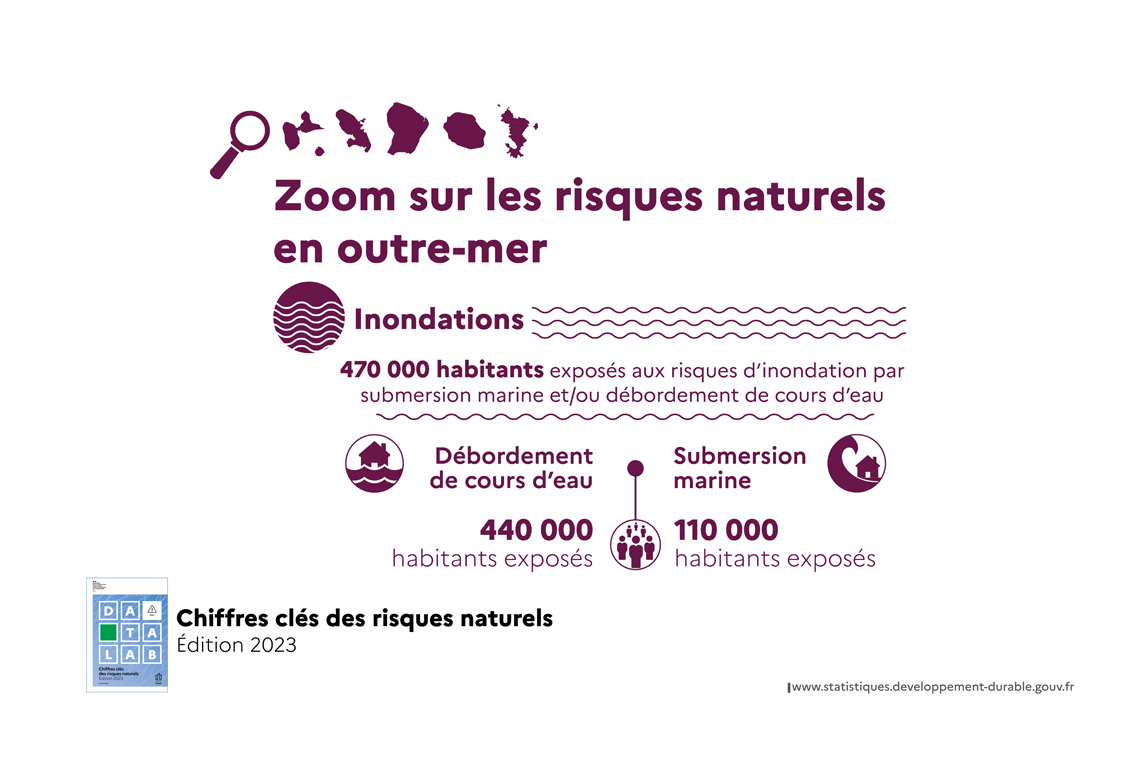 Zoom sur les risques naturels
en outre-mer
Inondations
470 000 habitants exposés aux risques d’inondation par
submersion marine et/ou débordement de cours d’eau
Débordement
de cours d’eau
Submersion
marine
440 000
habitants exposés
110 000
habitants exposés
DATA
LAB
Chiffres clés
des risques naturels
Édition 2023
Chiffres clés des risques naturels
Édition 2023
www.statistiques.developpement-durable.gouv.fr